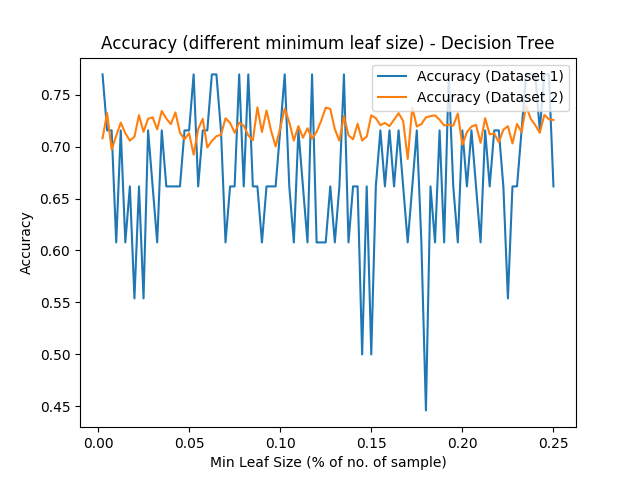 Accuracy (different minimum leaf size) - Decision Tree
Accuracy (Dataset 1)
Accuracy (Dataset 2)
0.75
0.70
0.65
0.60
0.55
0.50
0.45
Accuracy
0.00 0.05 0.10 0.15 0.20 0.25
Min Leaf Size (% of no. of sample)